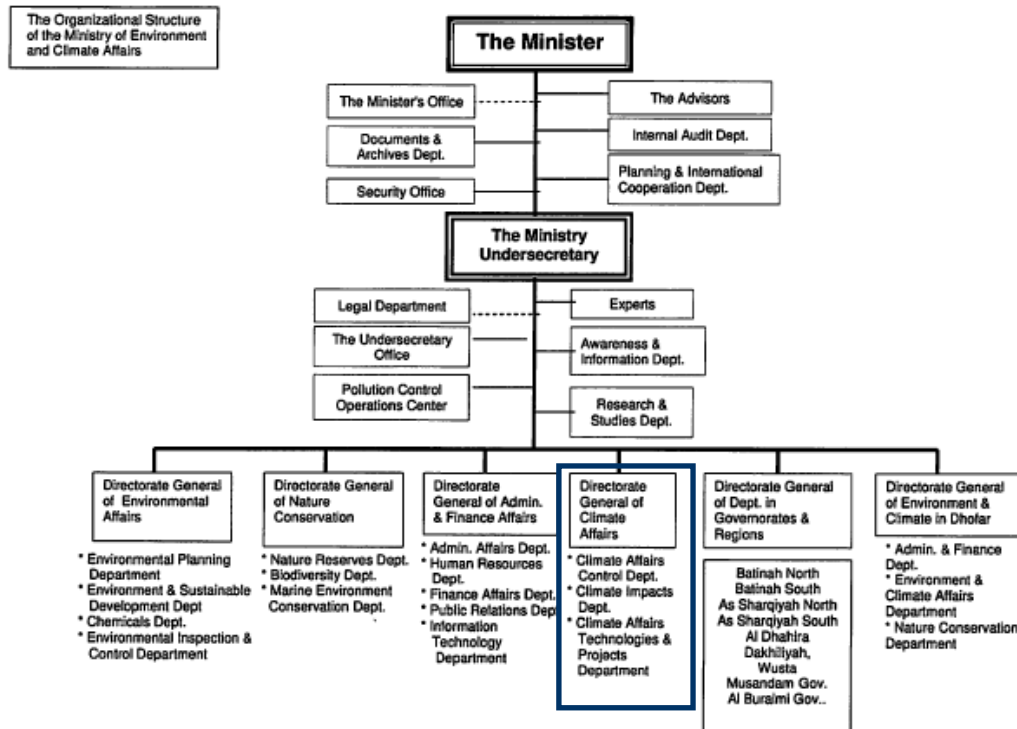 The Organizational Structure
of the Ministry of Environment
and Climate Affairs
The Minister
The Minister's Office
The Advisors
Documents &
Archives Dept.
Internal Audit Dept.
Security Office
Planning & International
Cooperation Dept.
The Ministry
Undersecretary
Legal Department
Experts
The Undersecretary
Office
Awareness &
Information Dept.
Pollution Control
Operations Center
Research &
Studies Dept.
Directorate General
of Environmental
Affairs
* Environmental Planning
Department
* Environment & Sustainable
Development Dept
* Chemicals Dept.
* Environmental Inspection &
Control Department
Directorate General
of Nature
Conservation
* Nature Reserves Dept.
* Biodiversity Dept.
* Marine Environment
Conservation Dept.
Directorate
General of Admin.
& Finance Affairs
* Admin. Affairs Dept.
* Human Resources
Dept.
* Finance Affairs Dept.
* Public Relations Dept
* Information
Technology
Department
Directorate
General of
Climate
Affairs
* Climate Affairs
Control Dept.
* Climate Impacts
Dept.
* Climate Affairs
Technologies &
Projects
Department
Directorate General
of Dept. in
Governorates &
Regions
Batinah North
Batinah South
As Sharqiyah North
As Sharqiyah South
Al Dhahira
Dakhiliyah,
Wusta
Musandam Gov.
Al Buraimi Gov..
Directorate General
of Environment &
Climate in Dhofar
* Admin. & Finance
Dept.
* Environment &
Climate Affairs
Department
* Nature Conservation
Department